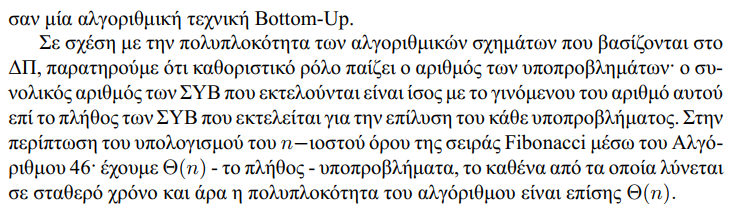 σαν μία αλγοριθμική τεχνική Bottom-Up.
Σε σχέση με την πολυπλοκότητα των αλγοριθμικών σχημάτων που βασίζονται στο
ΔΠ, παρατηρούμε ότι καθοριστικό ρόλο παίζει ο αριθμός των υποπροβλημάτων· ο συ-
νολικός αριθμός των ΣΥΒ που εκτελούνται είναι ίσος με το γινόμενου του αριθμό αυτού
επί το πλήθος των ΣΥΒ που εκτελείται για την επίλυση του κάθε υποπροβλήματος. Στην
περίπτωση του υπολογισμού του n−ιοστού όρου της σειράς Fibonacci μέσω του Αλγό-
ριθμου 46· έχουμε Θ(n) - το πλήθος - υποπροβλήματα, το καθένα από τα οποία λύνεται
σε σταθερό χρόνο και άρα η πολυπλοκότητα του αλγόριθμου είναι επίσης Θ(n).